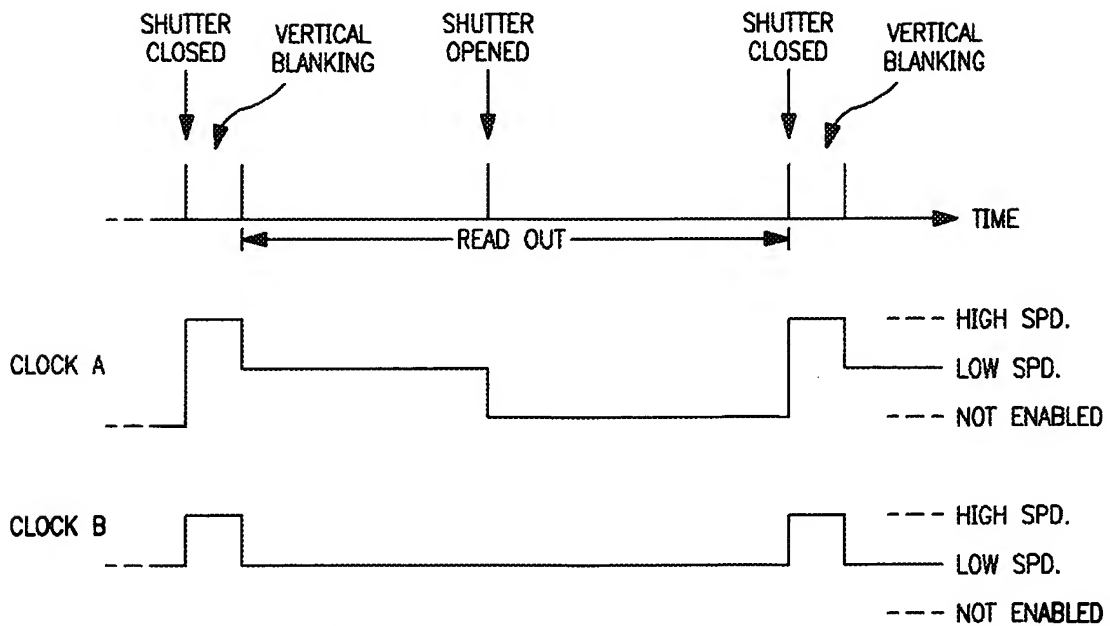 SHUTTER
CLOSED
VERTICAL
BLANKING
SHUTTER
OPENED
SHUTTER
CLOSED
VERTICAL
BLANKING
TIME
READ OUT
CLOCK A
HIGH SPD.
LOW SPD.
NOT ENABLED
CLOCK B
HIGH SPD.
LOW SPD.
NOT ENABLED